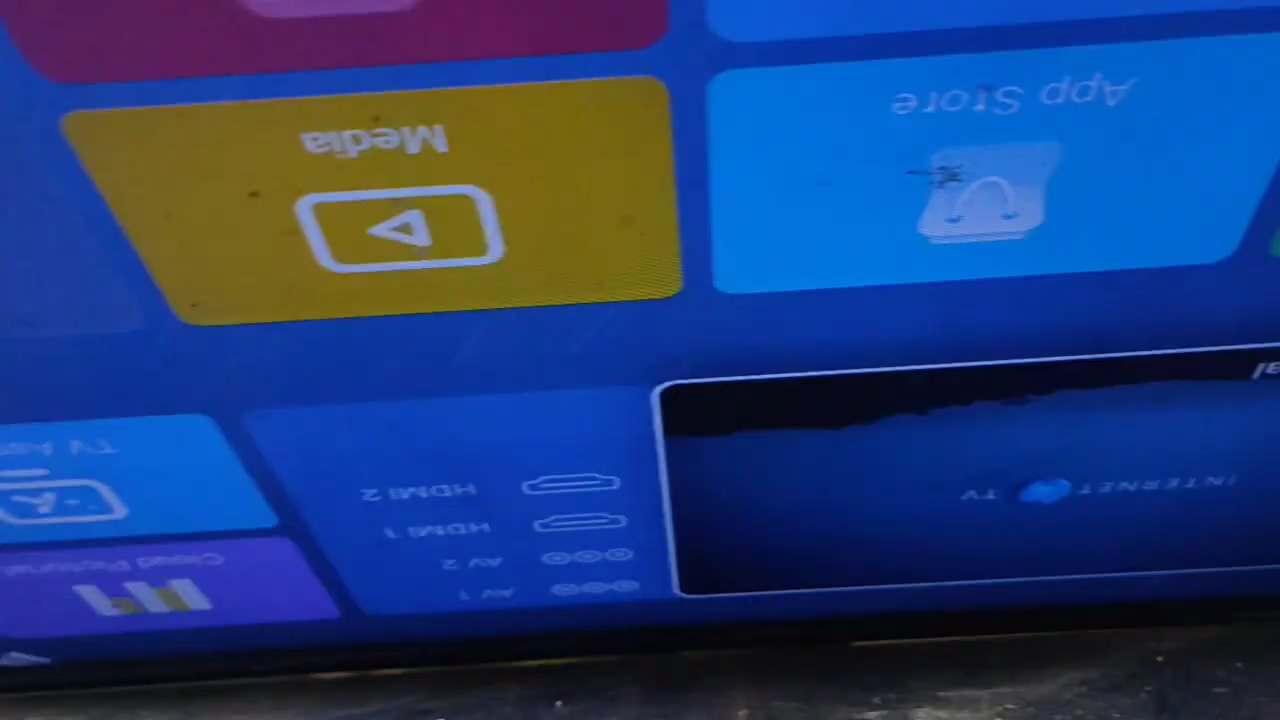 AV 1
AV 2
HDMI 1
HDMI 2
INTERNET TV
App Store
Media